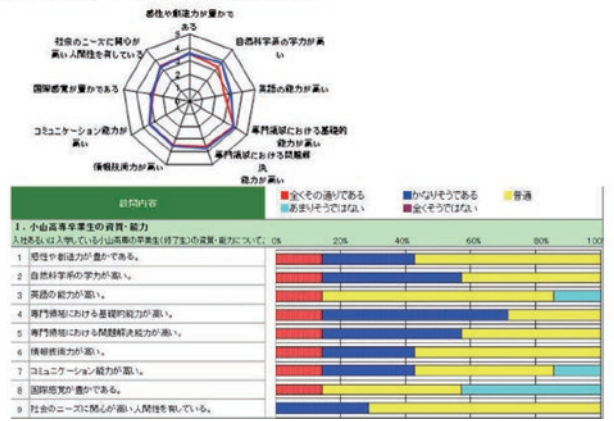 感性や創造力が豊かで
ある
自然科学系の学力が高
い
英語の能力が高い
専門領域における基礎的
能力が高い
専門領域における問題解
決
能力が高い
情報技術力が高い
コミュニケーション能力が
高い
国際感覚が豊かである
社会のニーズに関心が
高い人間性を有している
5
4
3
2
1
0
設問内容
全くその通りである
かなりそうである
普通
あまりそうではない
全くそうではない
1．小山高専卒業生の資質・能力
入社あるいは入学している小山高専の卒業生(修了生)の資質・能力について、
0% 20% 40% 60% 80% 100
1 感性や創造力が豊かである。
2 自然科学系の学力が高い。
3 英語の能力が高い。
4 専門領域における基礎的能力が高い。
5 専門領域における問題解決能力が高い。
6 情報技術力が高い。
7 コミュニケーション能力が高い。
8 国際感覚が豊かである。
9 社会のニーズに関心が高い人間性を有している。